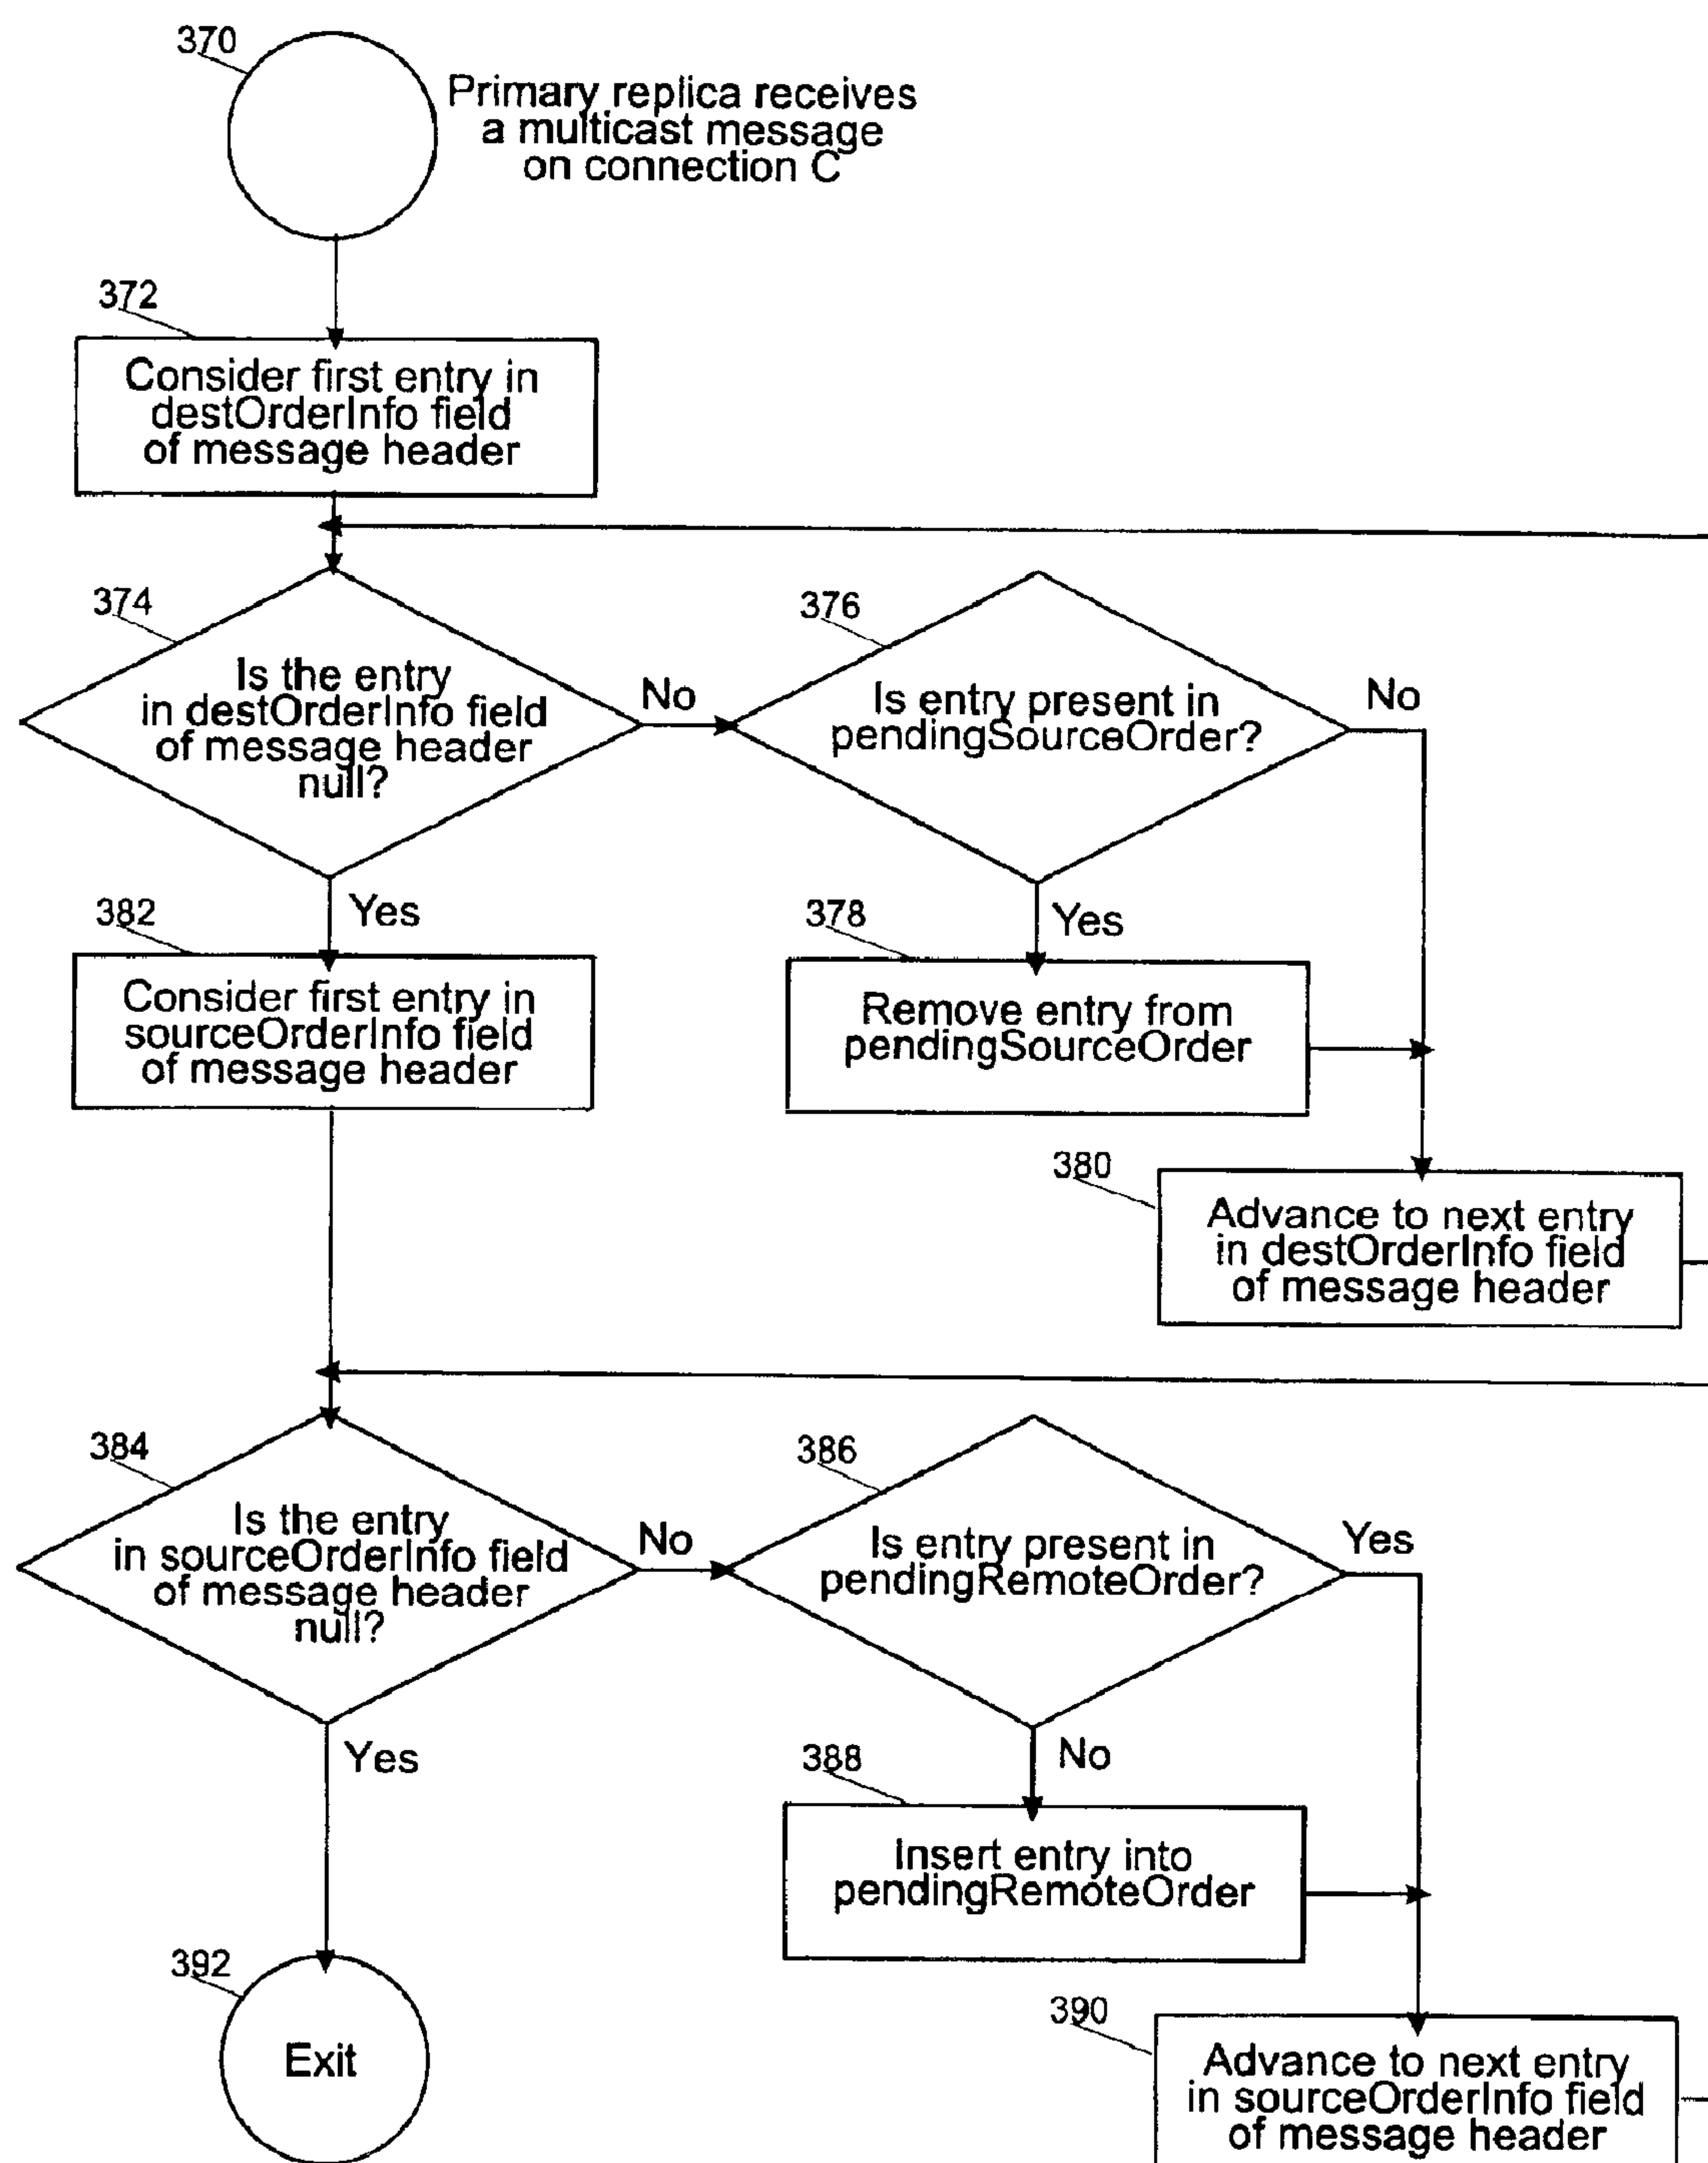 370
Primary replica receives
a multicast message
on connection C
372
Consider first entry in
destOrderInfo field
of message header
374
Is the entry
in destOrderInfo field
of message header
null?
No
376
Is entry present in
pendingSourceOrder?
No
Yes
382
Consider first entry in
sourceOrderInfo field
of message header
Yes
378
Remove entry from
pendingSourceOrder
380
Advance to next entry
in destOrderInfo field
of message header
384
Is the entry
in sourceOrderInfo field
of message header
null?
No
386
Is entry present in
pendingRemoteOrder?
Yes
Yes
No
388
Insert entry into
pendingRemoteOrder
392
Exit
390
Advance to next entry
in sourceOrderInfo field
of message header